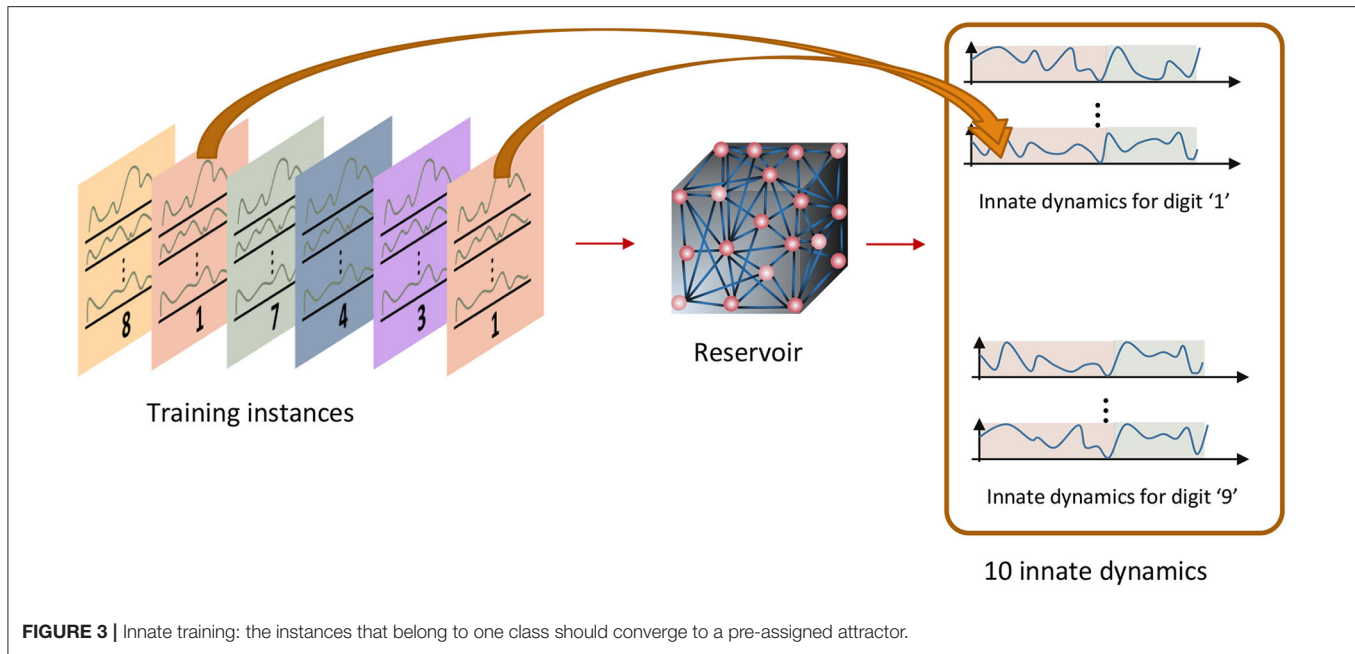 8
1
7
4
3
1
Training instances
Reservoir
Innate dynamics for digit ‘1’
Innate dynamics for digit ‘9’
10 innate dynamics
FIGURE 3 | Innate training: the instances that belong to one class should converge to a pre-assigned attractor.